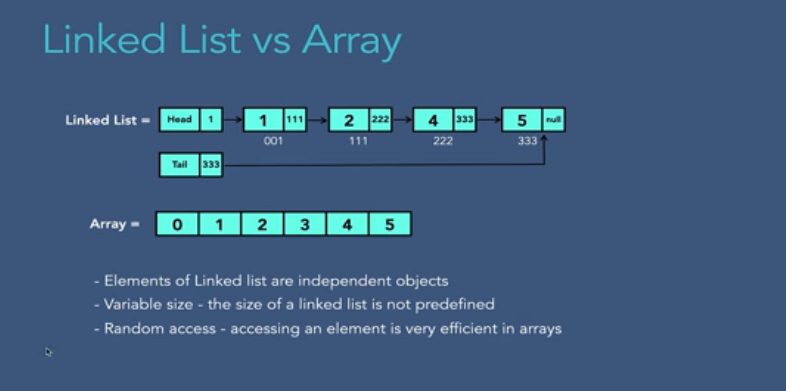 Linked List vs Array
Linked List = Head 1 1 111 2 222 4 333 5 null
001 111 222 333
Tail 333
Array = 0 1 2 3 4 5
- Elements of Linked list are independent objects
- Variable size - the size of a linked list is not predefined
- Random access - accessing an element is very efficient in arrays